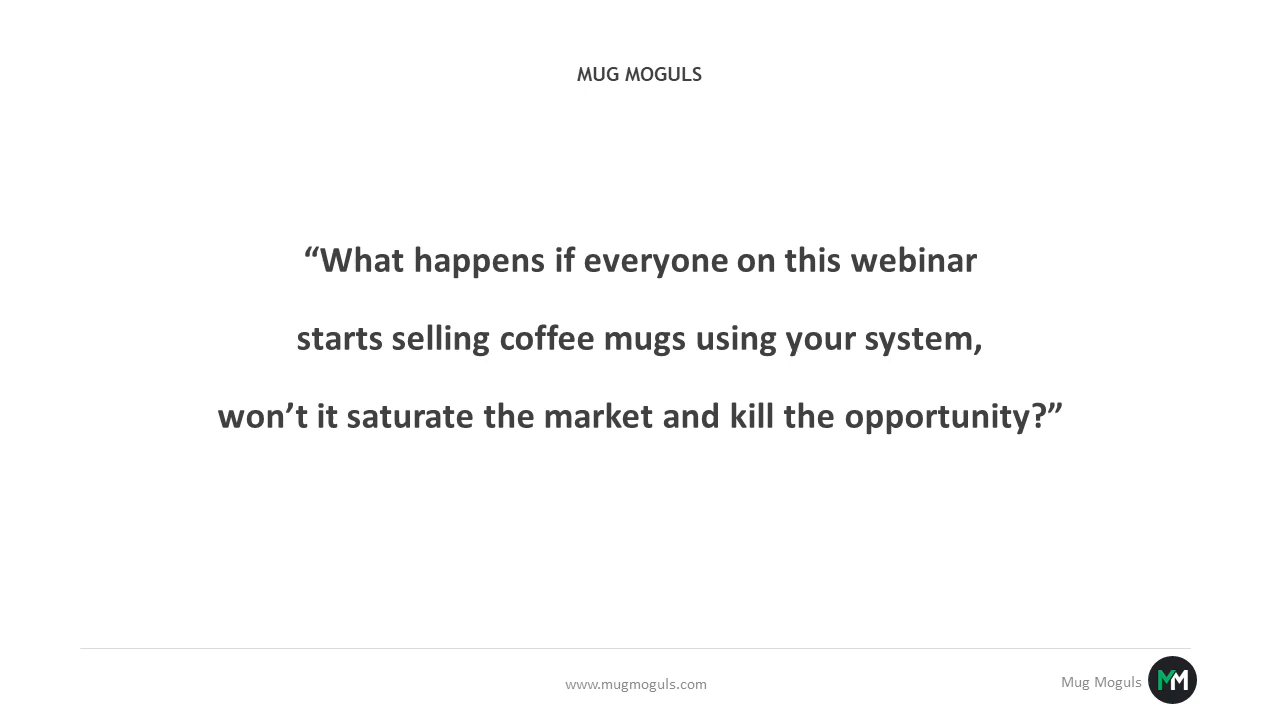 MUG MOGULS
“What happens if everyone on this webinar
starts selling coffee mugs using your system,
won’t it saturate the market and kill the opportunity?”
www.mugmoguls.com
Mug Moguls
MM